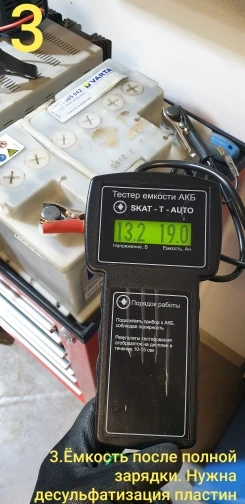 3
VARTA
Тестер емкости АКБ
SKAT - T - AUTO
13.2 19.0
Напряжение, В Емкость, Ач
Порядок работы
Подключить прибор к АКБ,
соблюдая полярность.
Результаты тестирования
отобразятся на дисплее в
течение 10-15 сек
3.Ёмкость после полной
зарядки. Нужна
десульфатизация пластин